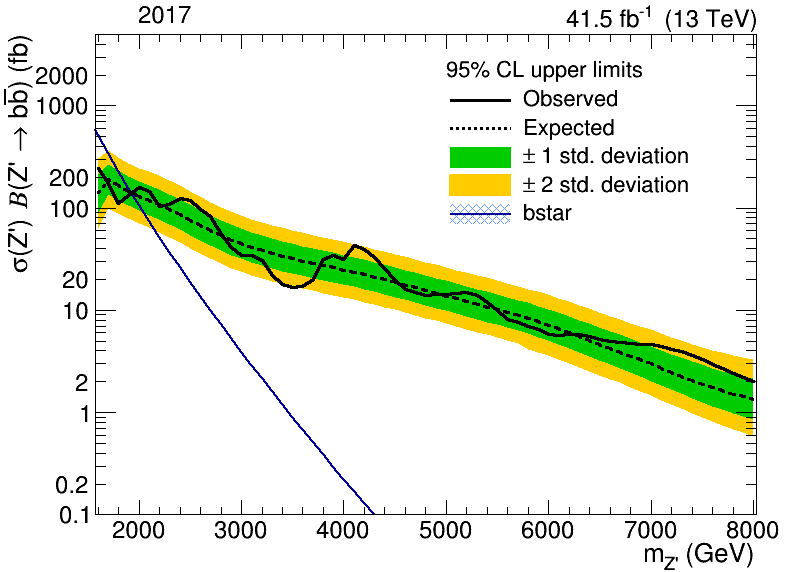 2017
41.5 fb⁻¹ (13 TeV)
σ(Z') B(Z' → bb̅) (fb)
95% CL upper limits
Observed
Expected
± 1 std. deviation
± 2 std. deviation
bstar
2000
1000
200
100
20
10
2
1
0.2
0.1
2000 3000 4000 5000 6000 7000 8000
m_Z' (GeV)